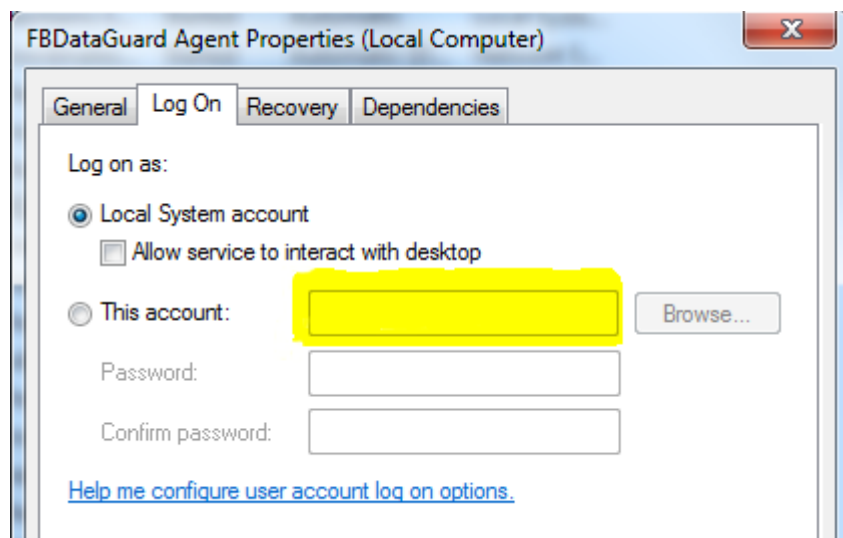 FBDataGuard Agent Properties (Local Computer)
General Log On Recovery Dependencies
Log on as:
Local System account
Allow service to interact with desktop
This account: Browse...
Password:
Confirm password:
Help me configure user account log on options.